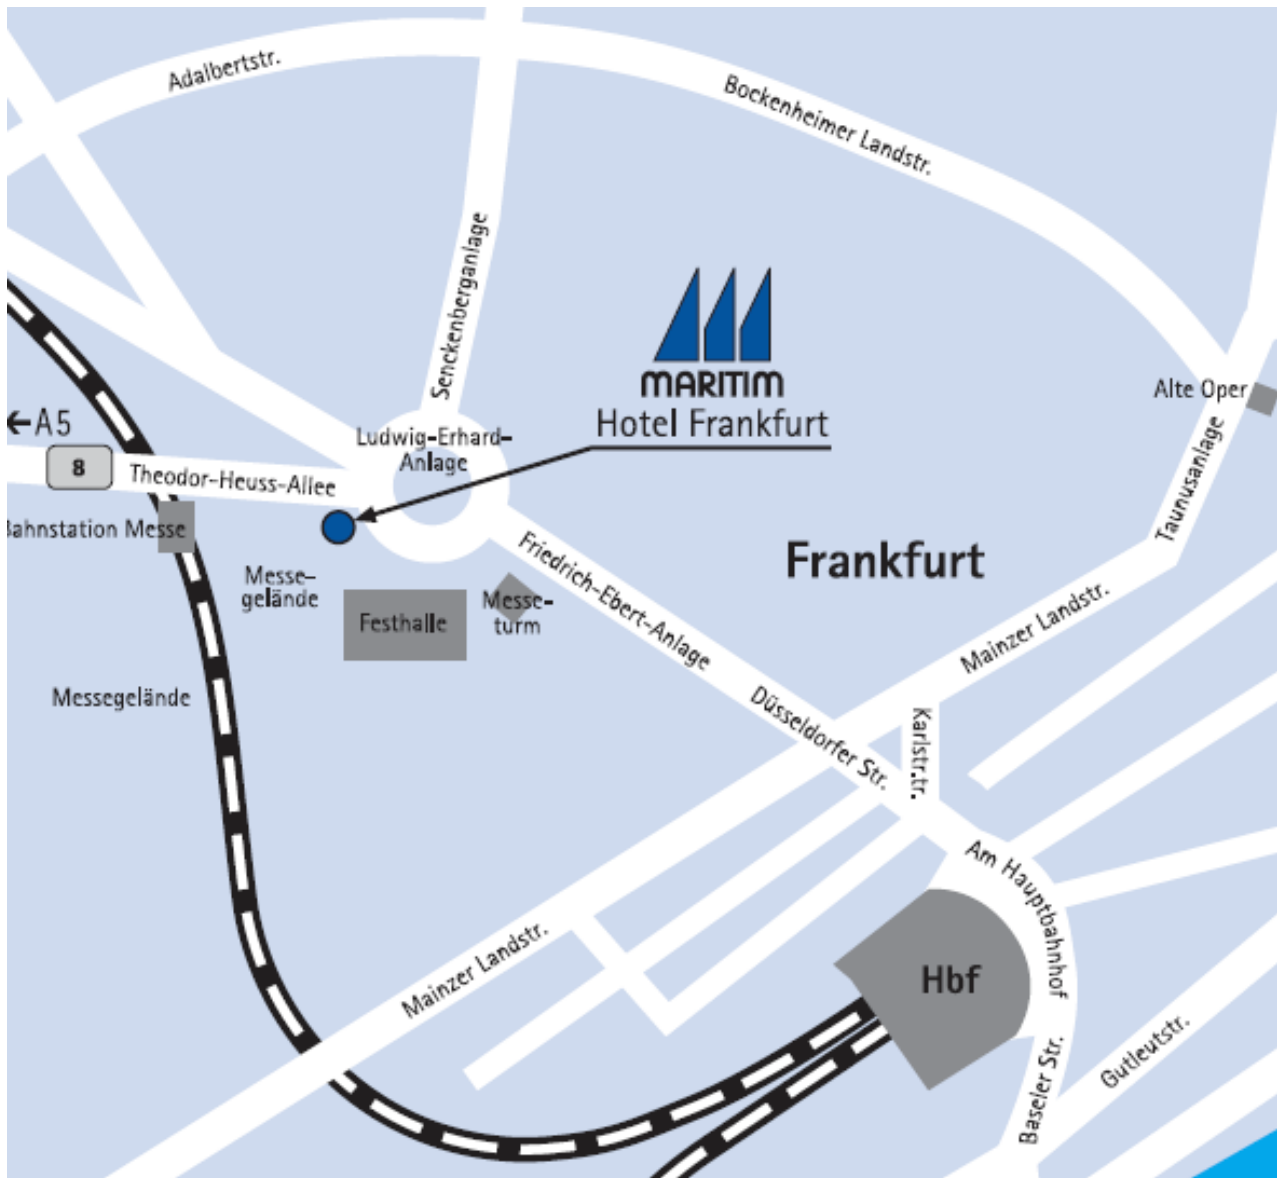 Adalbertstr.
Bockenheimer Landstr.
Senckenberganlage
MARITIM
Hotel Frankfurt
Alte Oper
←A5
8
Theodor-Heuss-Allee
Ludwig-Erhard-
Anlage
Taunusanlage
Bahnstation Messe
Friedrich-Ebert-Anlage
Frankfurt
Messe-
gelände
Festhalle
Messe-
turm
Mainzer Landstr.
Messegelände
Düsseldorfer Str.
Karlstr.tr.
Am Hauptbahnhof
Mainzer Landstr.
Hbf
Baseler Str.
Gutleutstr.